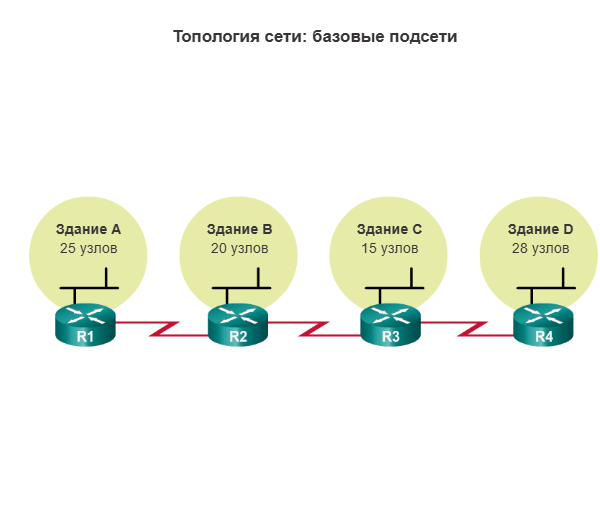 Топология сети: базовые подсети
Здание A
25 узлов
Здание B
20 узлов
Здание C
15 узлов
Здание D
28 узлов
R1
R2
R3
R4